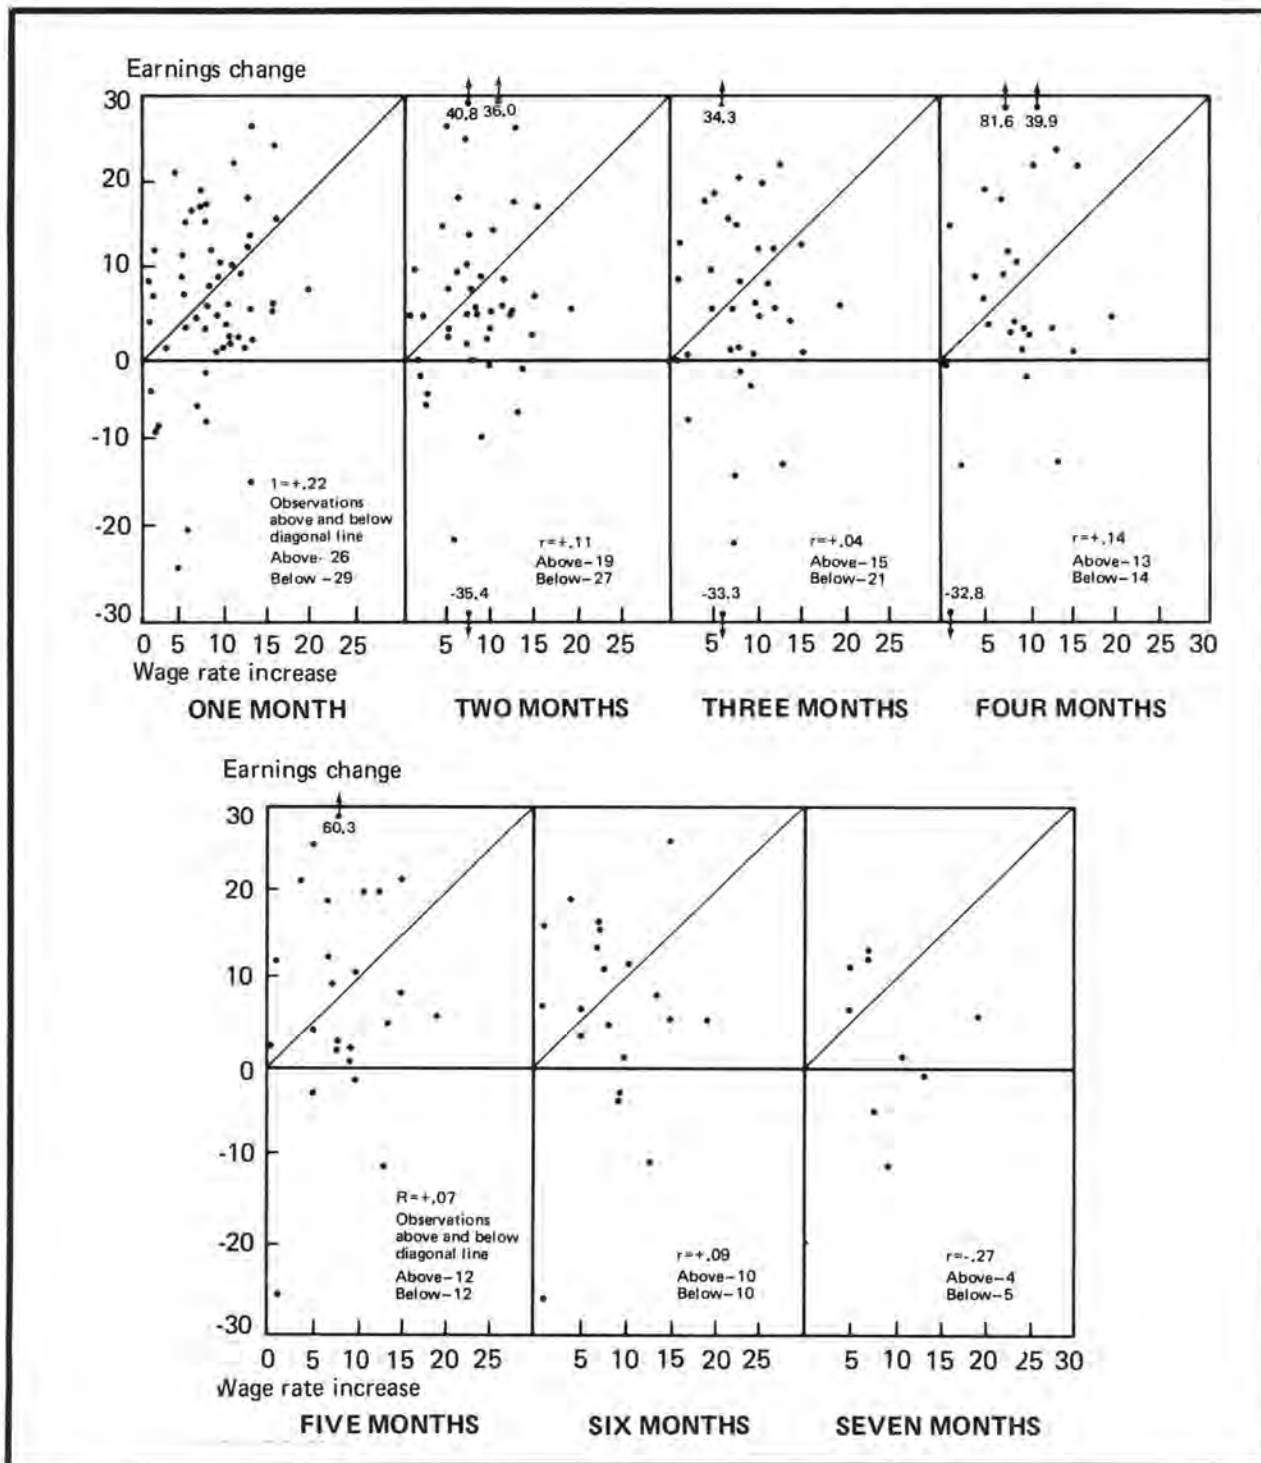 Earnings change
30
20
10
0
-10
-20
-30
40.8 36.0
34.3
81.6 39.9
1=+.22
Observations
above and below
diagonal line
Above- 26
Below -29
r=+.11
Above-19
Below-27
-35.4
r=+.04
Above-15
Below-21
-33.3
r=+.14
Above-13
Below-14
-32.8
0 5 10 15 20 25
5 10 15 20 25
5 10 15 20 25
5 10 15 20 25 30
Wage rate increase
ONE MONTH
TWO MONTHS
THREE MONTHS
FOUR MONTHS
Earnings change
30
20
10
0
-10
-20
-30
60.3
R=+.07
Observations
above and below
diagonal line
Above-12
Below-12
r=+.09
Above-10
Below-10
r=-.27
Above-4
Below-5
0 5 10 15 20 25
5 10 15 20 25
5 10 15 20 25 30
Wage rate increase
FIVE MONTHS
SIX MONTHS
SEVEN MONTHS